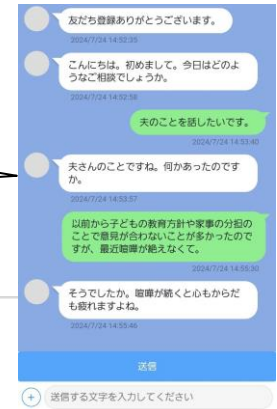 友だち登録ありがとうございます。
2024/7/24 14:52:35
こんにちは。初めまして。今日はどのよ
うなご相談でしょうか。
2024/7/24 14:52:58
夫のことを話したいです。
2024/7/24 14:53:40
夫さんのことですね。何かあったのです
か。
2024/7/24 14:53:57
以前から子どもの教育方針や家事の分担の
ことで意見が合わないことが多かったので
すが、最近喧嘩が絶えなくて。
2024/7/24 14:55:30
そうでしたか。喧嘩が続くと心もからだ
も疲れますよね。
2024/7/24 14:55:46
送信
+ 送信する文字を入力してください